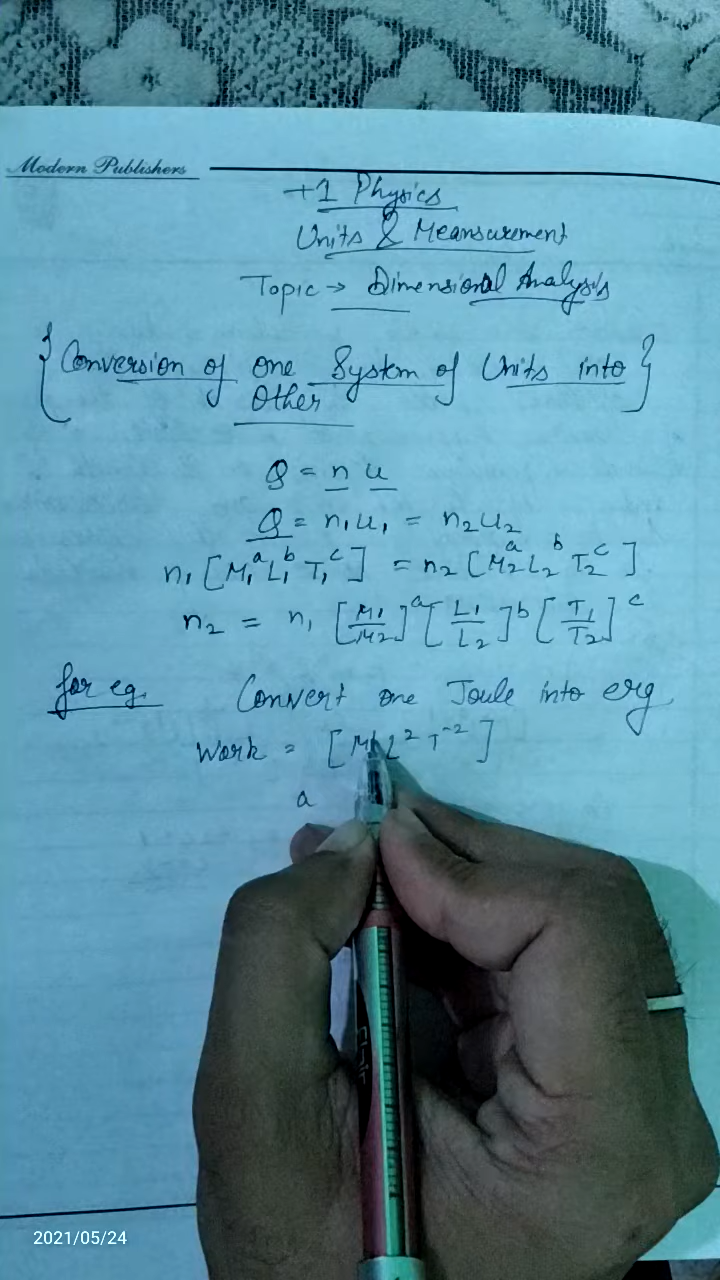 Modern Publishers
+1 Physics
Units & Meansurement
Topic → Dimensional Analysis
{Conversion of one System of Units into
Other}
Q = n u
Q = n₁u₁ = n₂u₂
n₁ [M₁ᵃ L₁ᵇ T₁ᶜ] = n₂ [M₂ᵃ L₂ᵇ T₂ᶜ].
n₂ = n₁ [M₁/M₂]ᵃ [L₁/L₂]ᵇ [T₁/T₂]ᶜ
for eg. Convert one Joule into erg
Work = [M¹L² T⁻²]
a
2021/05/24